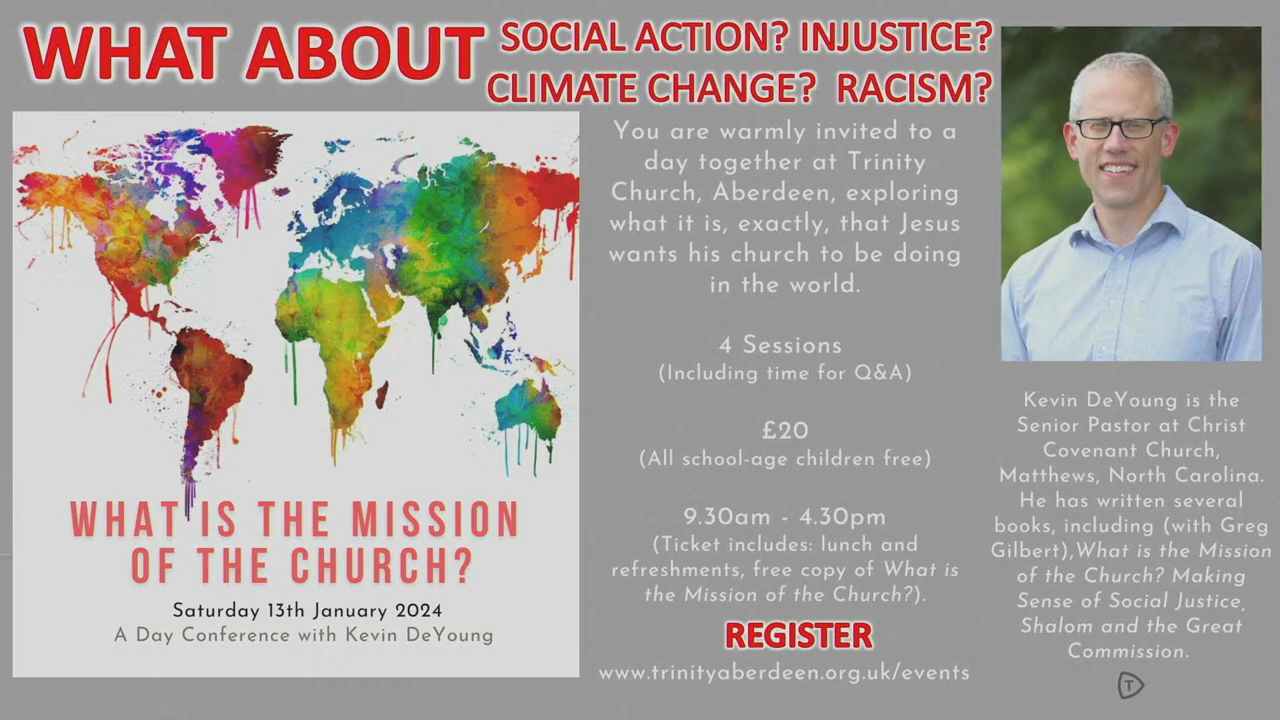 WHAT ABOUT
SOCIAL ACTION? INJUSTICE?
CLIMATE CHANGE? RACISM?
WHAT IS THE MISSION
OF THE CHURCH?
Saturday 13th January 2024
A Day Conference with Kevin DeYoung
You are warmly invited to a
day together at Trinity
Church, Aberdeen, exploring
what it is, exactly, that Jesus
wants his church to be doing
in the world.
4 Sessions
(Including time for Q&A)
£20
(All school-age children free)
9.30am - 4.30pm
(Ticket includes: lunch and
refreshments, free copy of What is
the Mission of the Church?).
REGISTER
www.trinityaberdeen.org.uk/events
Kevin DeYoung is the
Senior Pastor at Christ
Covenant Church,
Matthews, North Carolina.
He has written several
books, including (with Greg
Gilbert),What is the Mission
of the Church? Making
Sense of Social Justice,
Shalom and the Great
Commission.
T